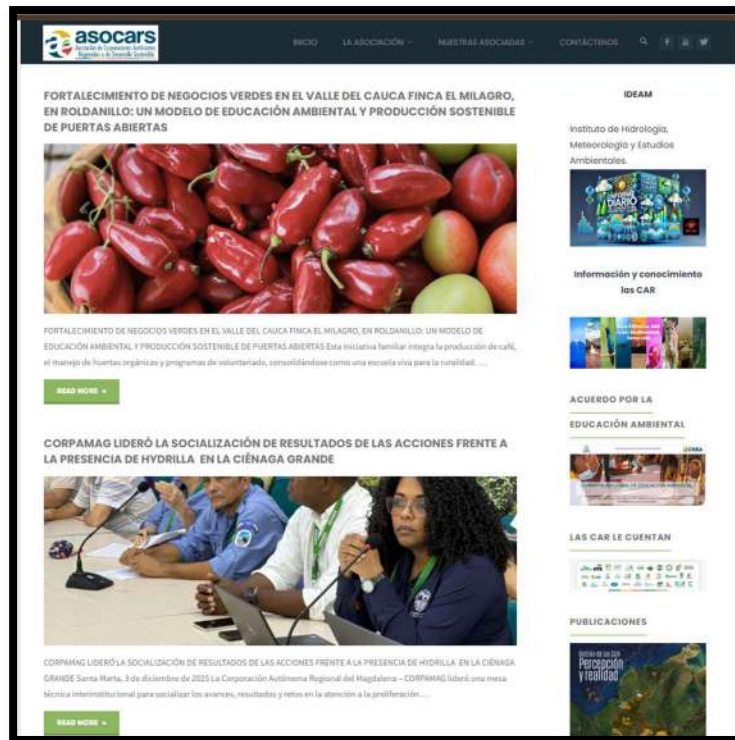 asocars
Asociación de Corporaciones Autónomas
Regionales y de Desarrollo Sostenible
INICIO
LA ASOCIACIÓN
NUESTRAS ASOCIADAS
CONTÁCTENOS
FORTALECIMIENTO DE NEGOCIOS VERDES EN EL VALLE DEL CAUCA FINCA EL MILAGRO,
EN ROLDANILLO: UN MODELO DE EDUCACIÓN AMBIENTAL Y PRODUCCIÓN SOSTENIBLE
DE PUERTAS ABIERTAS
FORTALECIMIENTO DE NEGOCIOS VERDES EN EL VALLE DEL CAUCA FINCA EL MILAGRO, EN ROLDANILLO: UN MODELO DE
EDUCACIÓN AMBIENTAL Y PRODUCCIÓN SOSTENIBLE DE PUERTAS ABIERTAS Esta iniciativa familiar integra la producción de café,
el manejo de huertas orgánicas y programas de voluntariado, consolidándose como una escuela viva para la ruralidad. …
READ MORE
CORPAMAG LIDERÓ LA SOCIALIZACIÓN DE RESULTADOS DE LAS ACCIONES FRENTE A
LA PRESENCIA DE HYDRILLA EN LA CIÉNAGA GRANDE
CORPAMAG LIDERÓ LA SOCIALIZACIÓN DE RESULTADOS DE LAS ACCIONES FRENTE A LA PRESENCIA DE HYDRILLA EN LA CIÉNAGA
GRANDE Santa Marta, 3 de diciembre de 2025 La Corporación Autónoma Regional del Magdalena – CORPAMAG lideró una mesa
técnica interinstitucional para socializar los avances, resultados y retos en la atención a la proliferación …
READ MORE
IDEAM
Instituto de Hidrología,
Meteorología y Estudios
Ambientales.
DIARIO
Información y conocimiento
las CAR
ACUERDO POR LA
EDUCACIÓN AMBIENTAL
LAS CAR LE CUENTAN
PUBLICACIONES
Percepción
y realidad